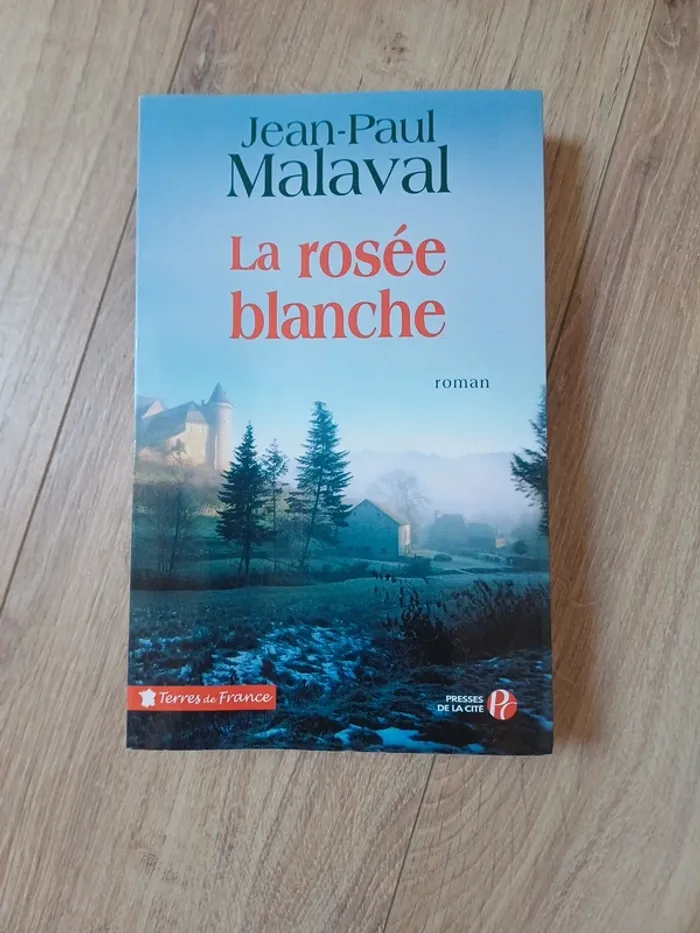 Jean-Paul
Malaval
La rosée
blanche
roman
Terres de France
PRESSES
DE LA CITÉ